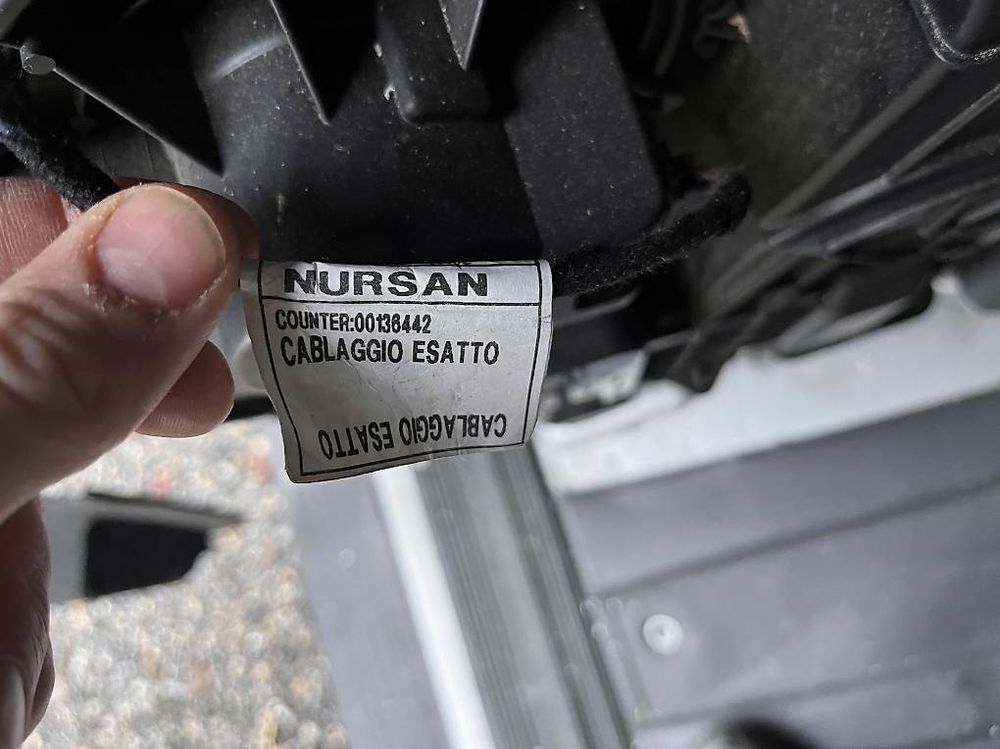 NURSAN
COUNTER:00136442
CABLAGGIO ESATTO
CABLAGGIO ESATTO